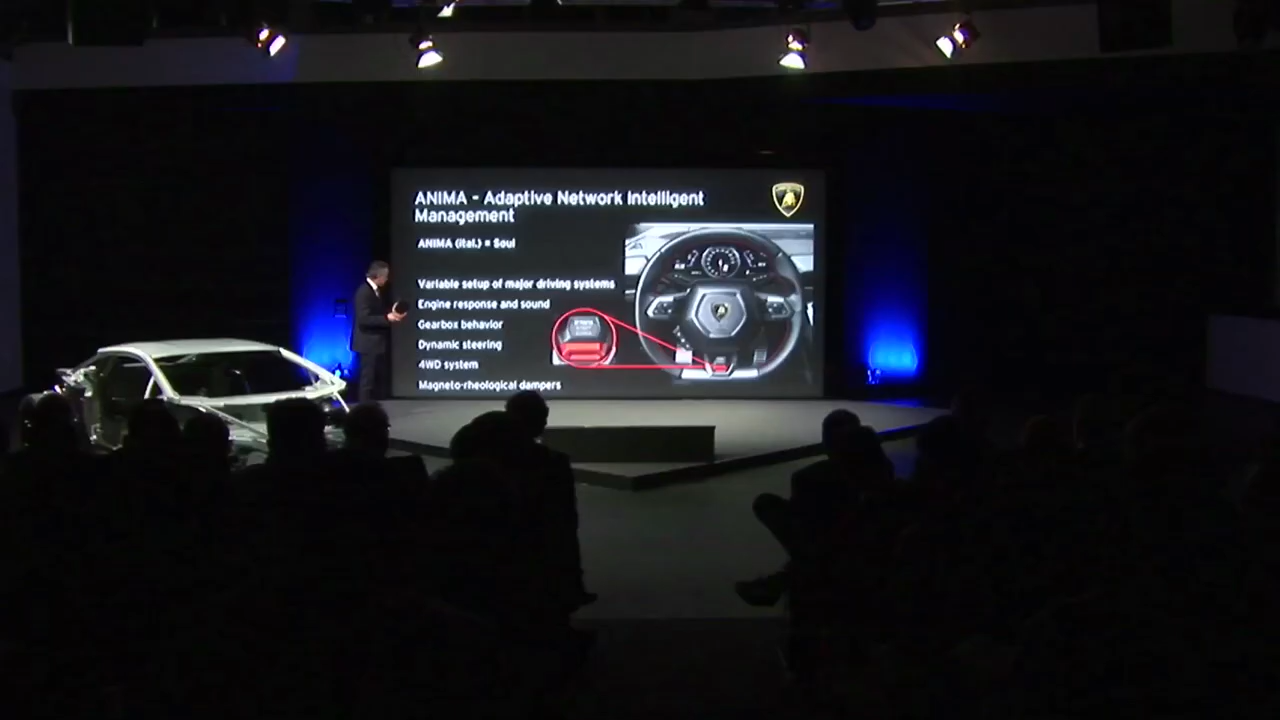 ANIMA - Adaptive Network Intelligent
Management
ANIMA (ital.) = Soul
Variable setup of major driving systems
Engine response and sound
Gearbox behavior
Dynamic steering
4WD system
Magneto-rheological dampers